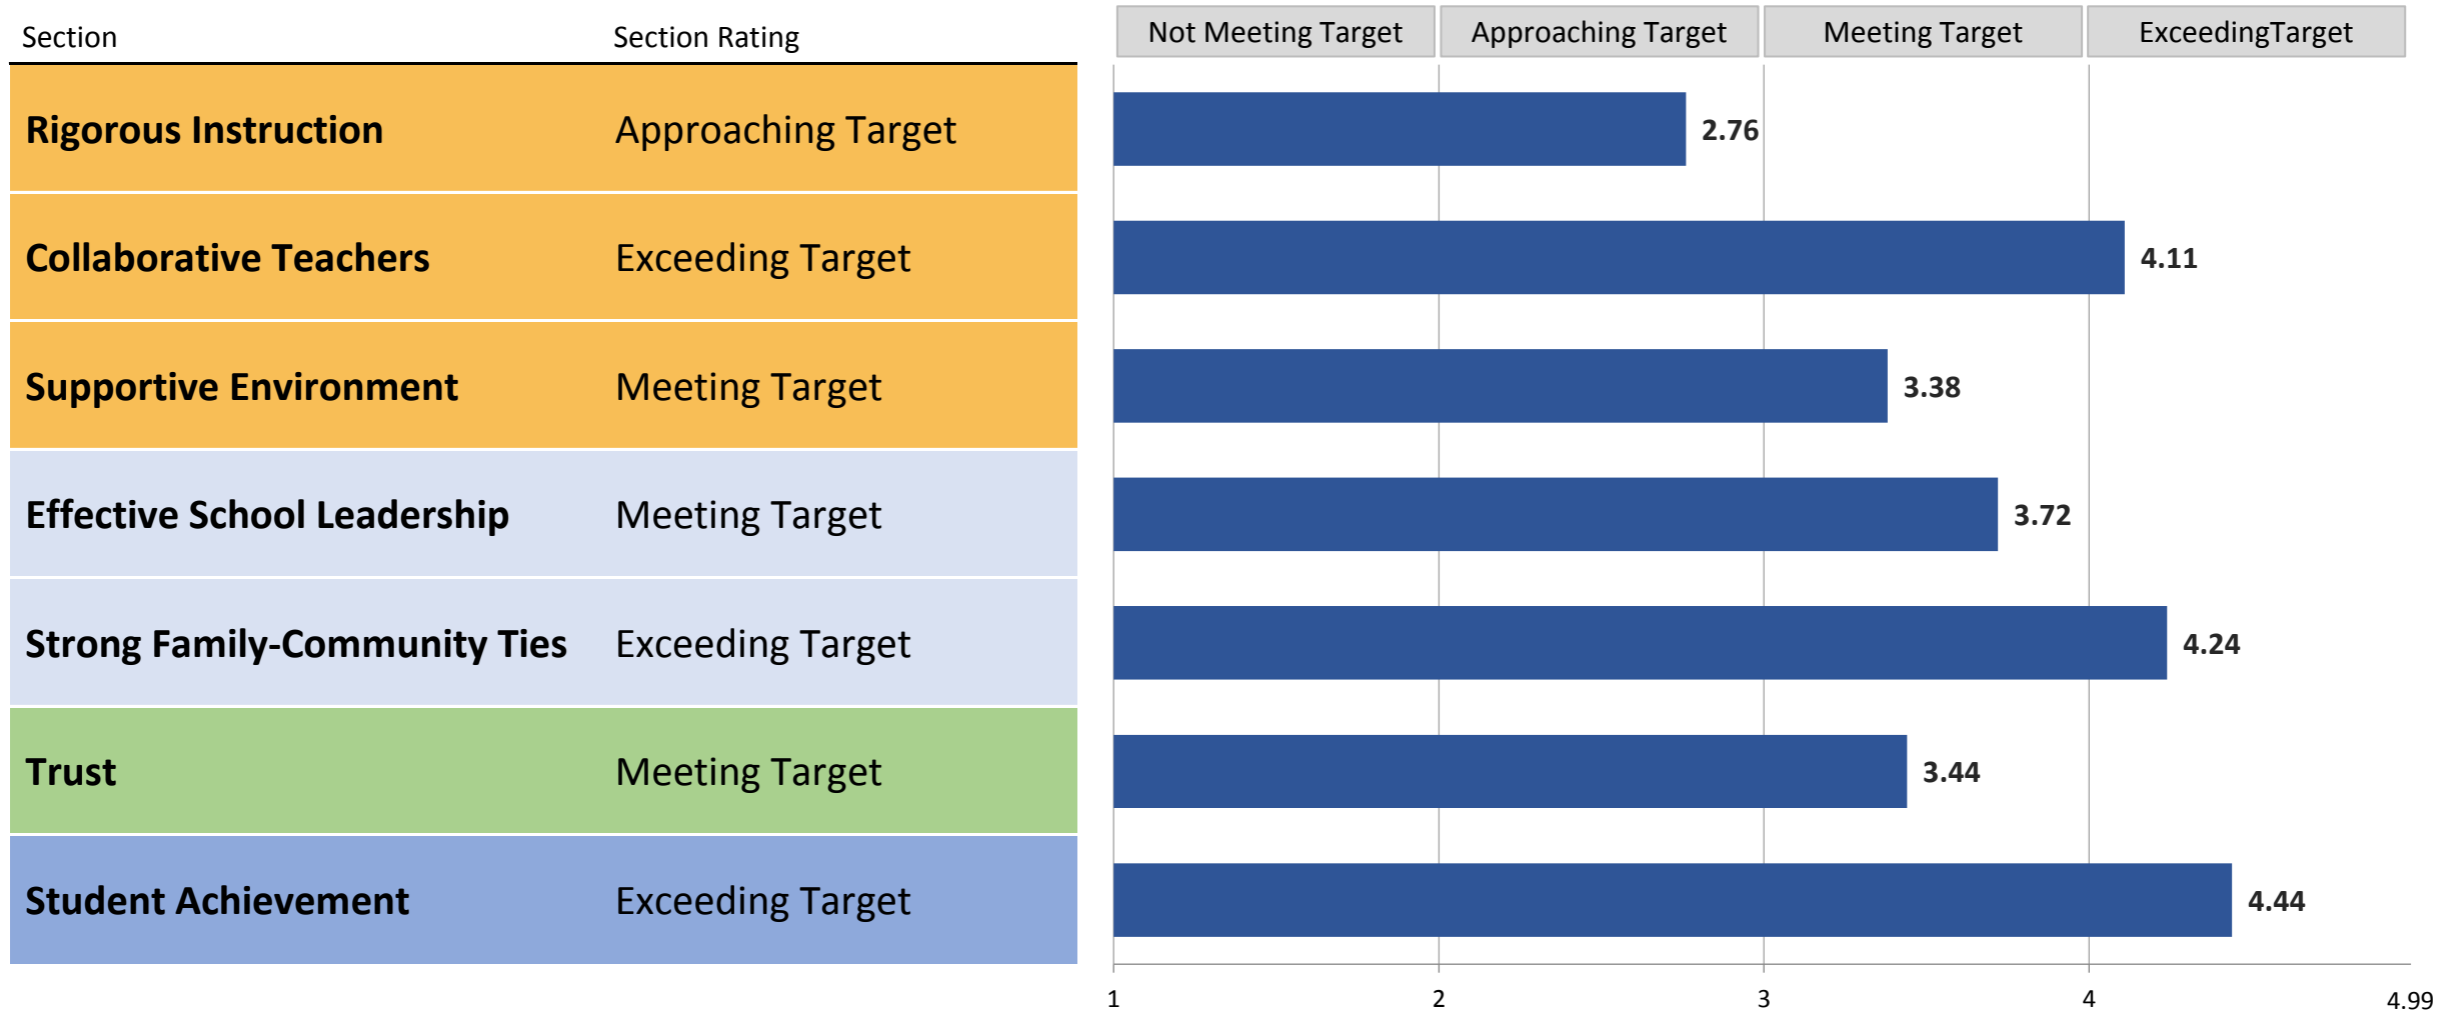 Section Section Rating Not Meeting Target Approaching Target Meeting Target ExceedingTarget
Rigorous Instruction Approaching Target 2.76
Collaborative Teachers Exceeding Target 4.11
Supportive Environment Meeting Target 3.38
Effective School Leadership Meeting Target 3.72
Strong Family-Community Ties Exceeding Target 4.24
Trust Meeting Target 3.44
Student Achievement Exceeding Target 4.44
1 2 3 4 4.99